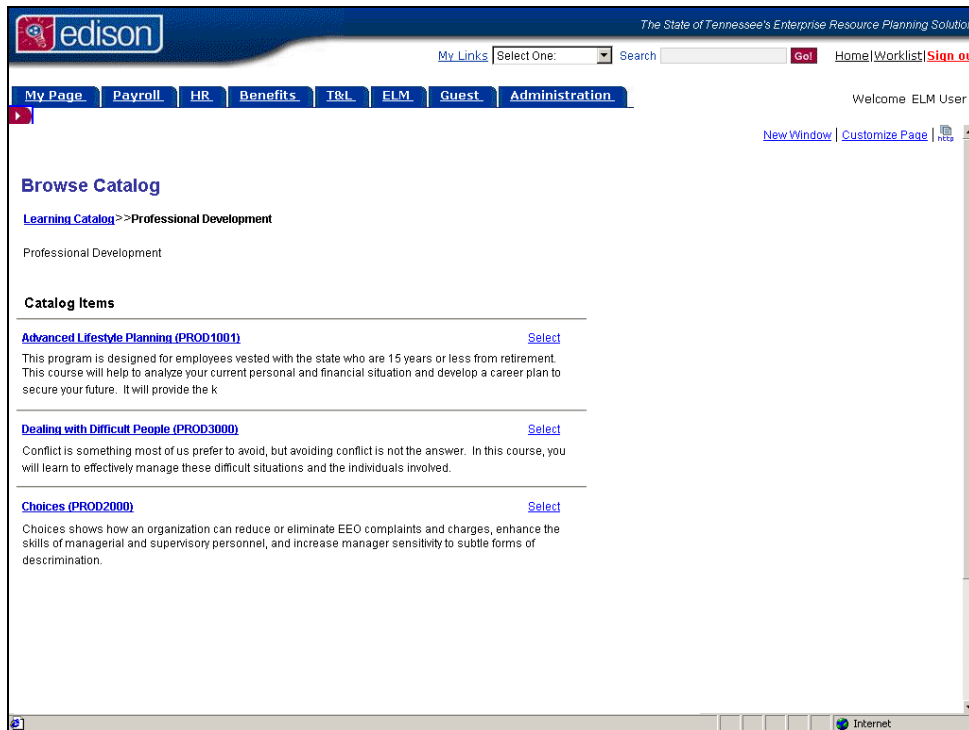 edison
The State of Tennessee's Enterprise Resource Planning Solution
My Links Select One: Search Go! Home|Worklist|Sign ou
My Page Payroll HR Benefits T&L ELM Guest Administration
Welcome ELM User
New Window | Customize Page | http
Browse Catalog
Learning Catalog>>Professional Development
Professional Development
Catalog Items
Advanced Lifestyle Planning (PROD1001) Select
This program is designed for employees vested with the state who are 15 years or less from retirement.
This course will help to analyze your current personal and financial situation and develop a career plan to
secure your future. It will provide the k
Dealing with Difficult People (PROD3000) Select
Conflict is something most of us prefer to avoid, but avoiding conflict is not the answer. In this course, you
will learn to effectively manage these difficult situations and the individuals involved.
Choices (PROD2000) Select
Choices shows how an organization can reduce or eliminate EEO complaints and charges, enhance the
skills of managerial and supervisory personnel, and increase manager sensitivity to subtle forms of
descrimination.
Internet